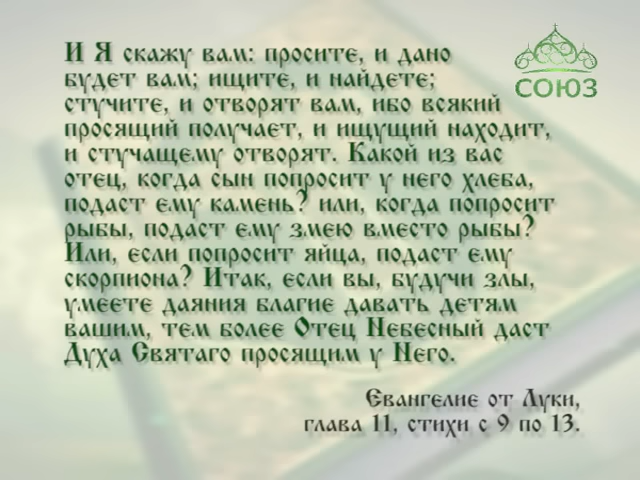 И Я скажу вам: просите, и дано
будет вам; ищите, и найдете;
стучите, и отворят вам, ибо всякий
просящий получает, и ищущий находит,
и стучащему отворят. Какой из вас
отец, когда сын попросит у него хлеба,
подаст ему камень? или, когда попросит
рыбы, подаст ему змею вместо рыбы?
Или, если попросит яйца, подаст ему
скорпиона? Итак, если вы, будучи злы,
умеете даяния благие давать детям
вашим, тем более Отец Небесный даст
Духа Святаго просящим у Него.
Евангелие от Луки,
глава 11, стихи с 9 по 13.
СОЮЗ